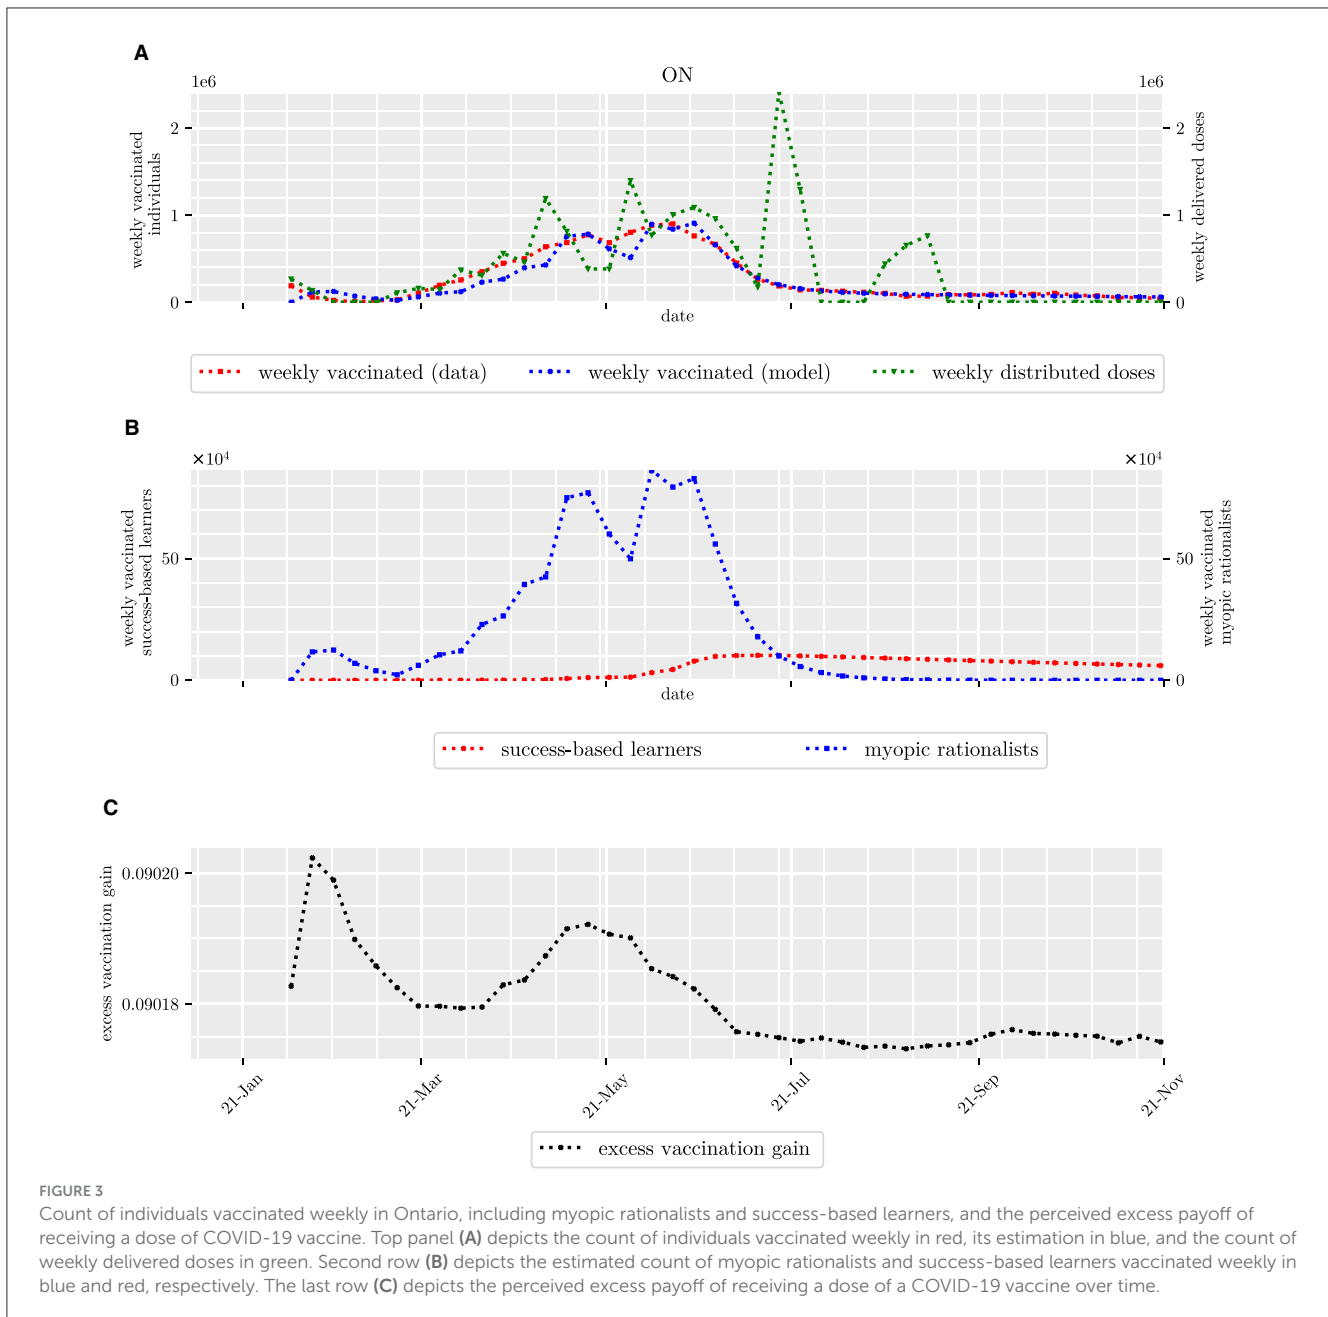 A
ON
1e6
1e6
weekly vaccinated
individuals
2
1
0
2
1
0
weekly delivered doses
date
weekly vaccinated (data)
weekly vaccinated (model)
weekly distributed doses
B
×10⁴
×10⁴
weekly vaccinated
success-based learners
50
0
50
0
weekly vaccinated
myopic rationalists
date
success-based learners
myopic rationalists
C
excess vaccination gain
0.09020
0.09018
21-Jan
21-Mar
21-May
21-Jul
21-Sep
21-Nov
excess vaccination gain
FIGURE 3
Count of individuals vaccinated weekly in Ontario, including myopic rationalists and success-based learners, and the perceived excess payoff of
receiving a dose of COVID-19 vaccine. Top panel (A) depicts the count of individuals vaccinated weekly in red, its estimation in blue, and the count of
weekly delivered doses in green. Second row (B) depicts the estimated count of myopic rationalists and success-based learners vaccinated weekly in
blue and red, respectively. The last row (C) depicts the perceived excess payoff of receiving a dose of a COVID-19 vaccine over time.